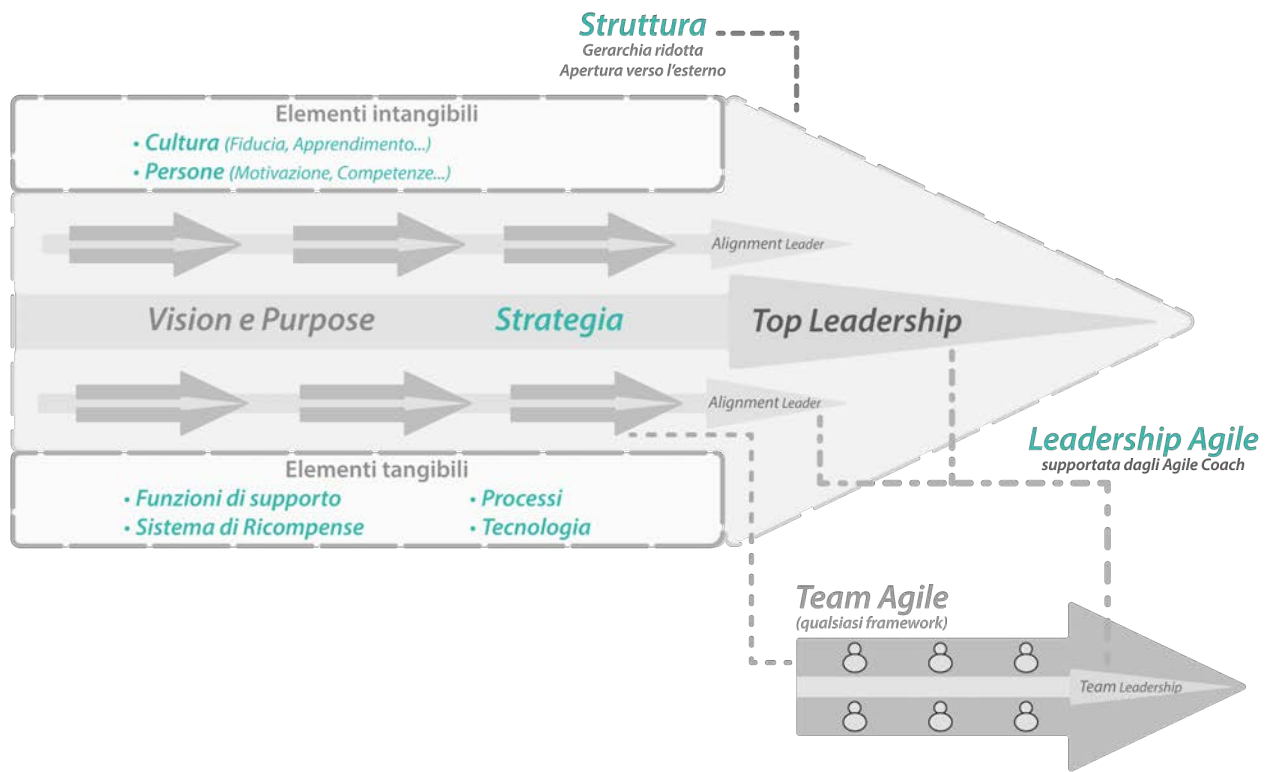 Struttura
Gerarchia ridotta
Apertura verso l'esterno
Elementi intangibili
• Cultura (Fiducia, Apprendimento...)
• Persone (Motivazione, Competenze...)
Alignment Leader
Vision e Purpose
Strategia
Top Leadership
Alignment Leader
Leadership Agile
supportata dagli Agile Coach
Elementi tangibili
• Funzioni di supporto
• Processi
• Sistema di Ricompense
• Tecnologia
Team Agile
(qualsiasi framework)
Team Leadership